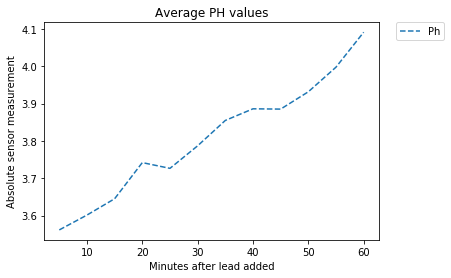 Average PH values
Ph
Absolute sensor measurement
4.1
4.0
3.9
3.8
3.7
3.6
10 20 30 40 50 60
Minutes after lead added